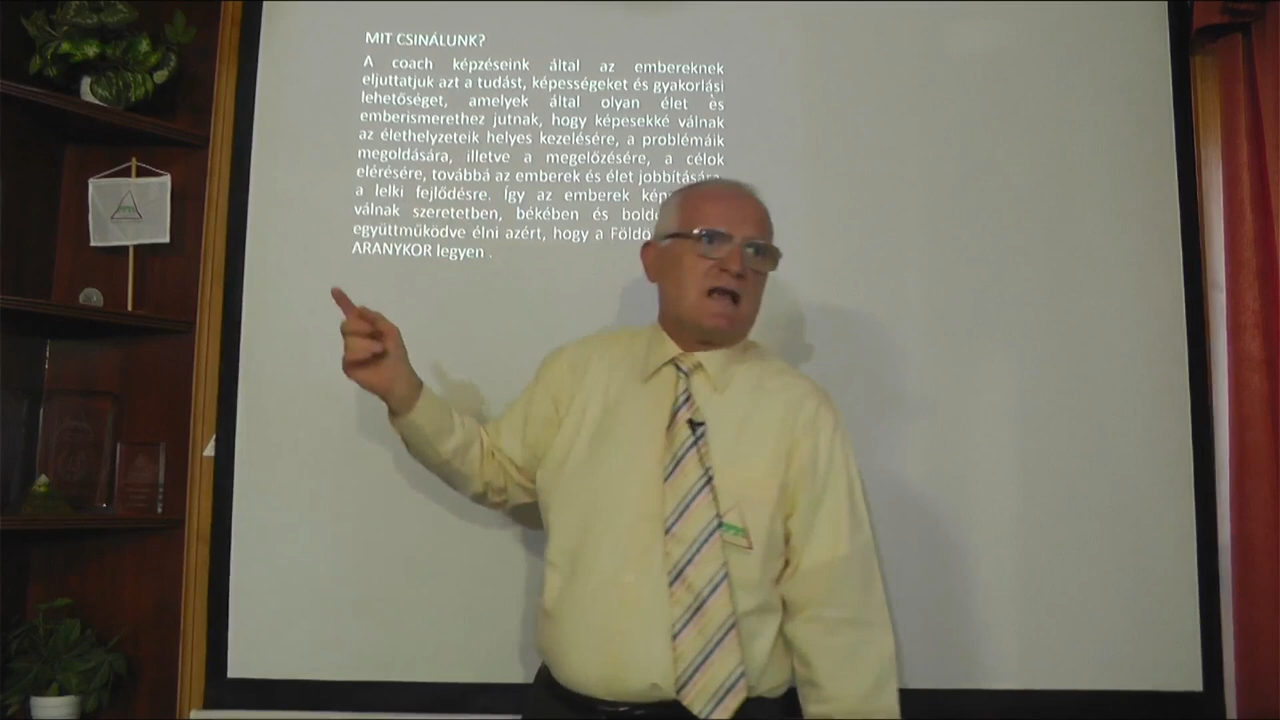 MIT CSINÁLUNK?
A coach képzéseink által az embereknek
eljuttatjuk azt a tudást, képességeket és gyakorlási
lehetőséget, amelyek által olyan élet és
emberismerethez jutnak, hogy képesekké válnak
az élethelyzeteik helyes kezelésére, a problémáik
megoldására, illetve a megelőzésére, a célok
elérésére, továbbá az emberek és élet jobbítására,
a lelki fejlődésre. Így az emberek
válnak szeretetben, békében és
együttműködve élni azért, hogy a
ARANYKOR legyen .